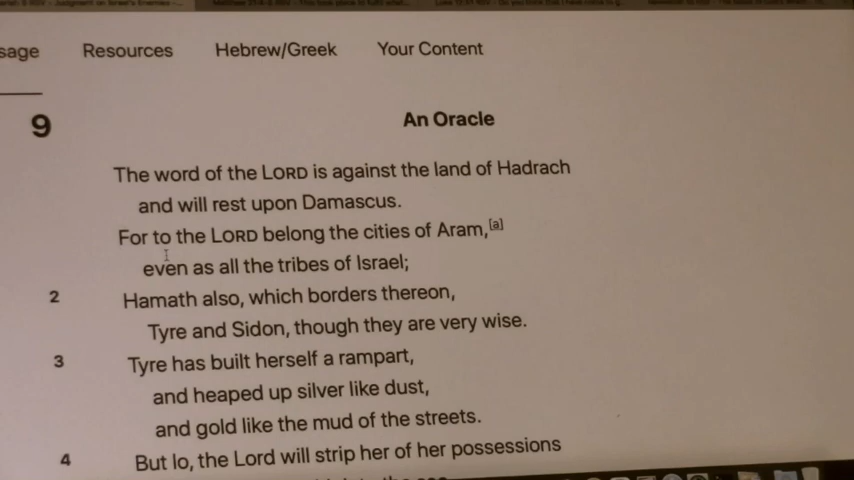 sage Resources Hebrew/Greek Your Content
9 An Oracle
The word of the LORD is against the land of Hadrach
and will rest upon Damascus.
For to the LORD belong the cities of Aram,[a]
even as all the tribes of Israel;
2 Hamath also, which borders thereon,
Tyre and Sidon, though they are very wise.
3 Tyre has built herself a rampart,
and heaped up silver like dust,
and gold like the mud of the streets.
4 But lo, the Lord will strip her of her possessions